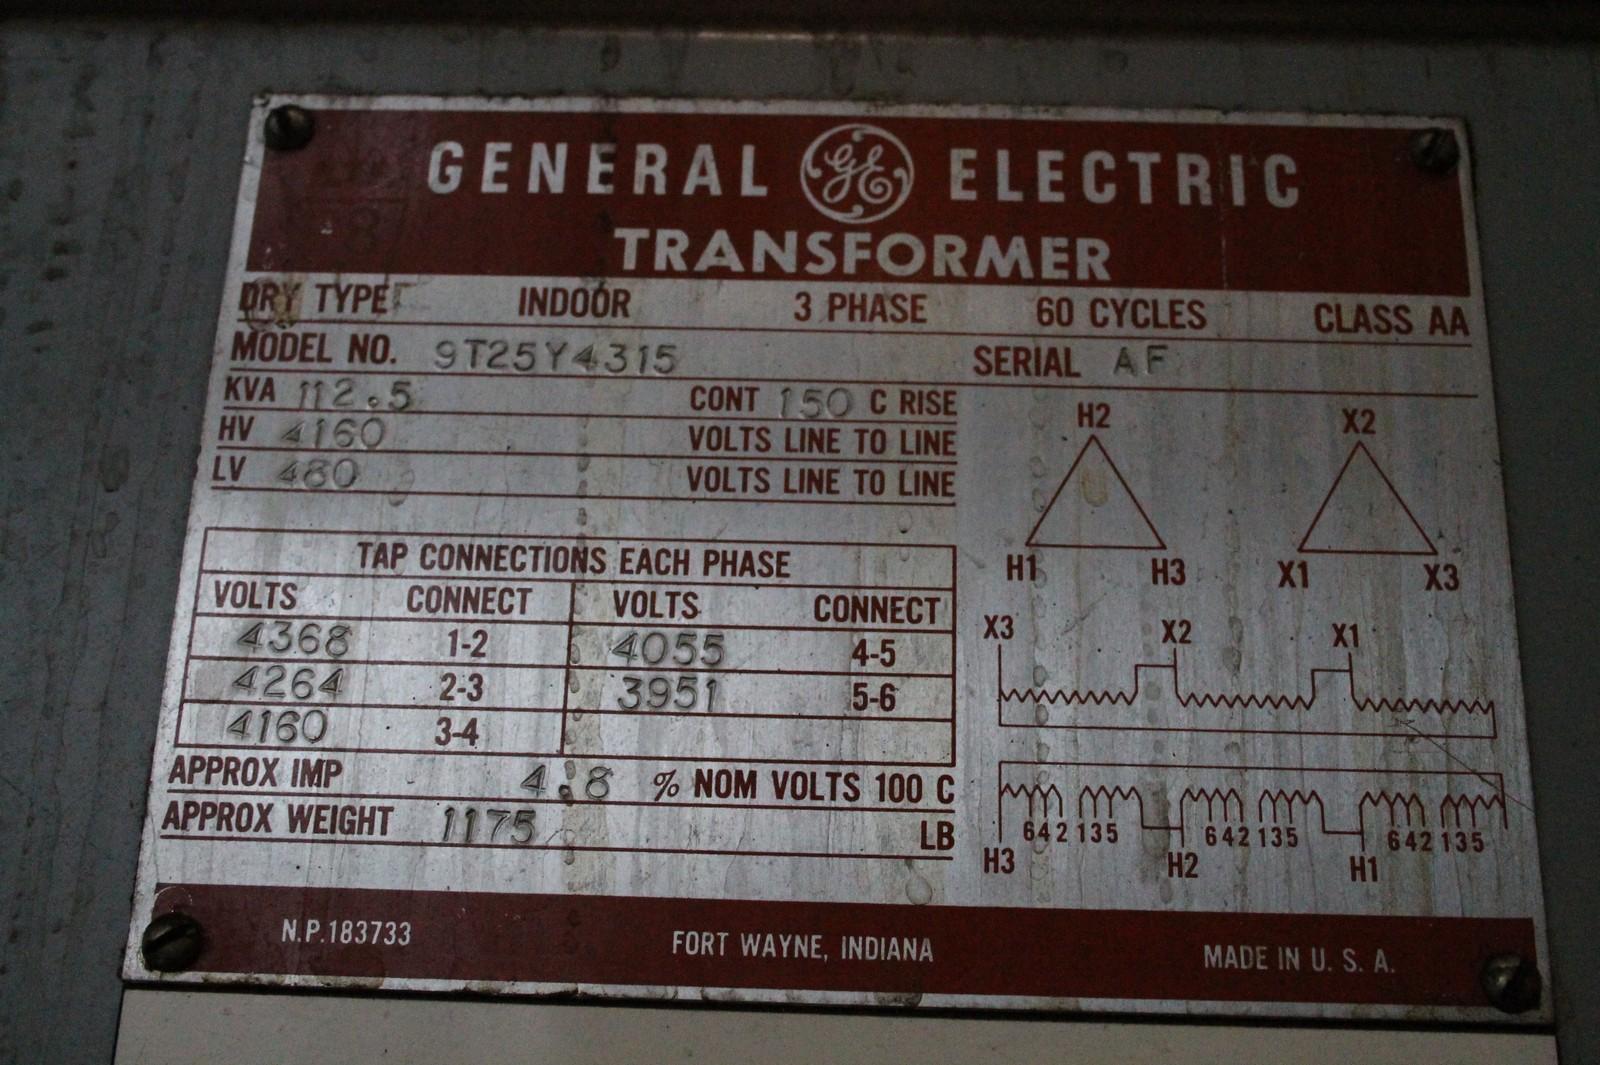 GENERAL GE ELECTRIC
TRANSFORMER
DRY TYPE INDOOR 3 PHASE 60 CYCLES CLASS AA
MODEL NO. 9T25Y4315 SERIAL AF
KVA 112.5 CONT 150 C RISE
HV 4160 VOLTS LINE TO LINE
LV 480 VOLTS LINE TO LINE
TAP CONNECTIONS EACH PHASE
VOLTS CONNECT VOLTS CONNECT
4368 1-2 4055 4-5
4264 2-3 3951 5-6
4160 3-4
APPROX IMP 4.8 % NOM VOLTS 100 C
APPROX WEIGHT 1175 LB
H2 X2
H1 H3 X1 X3
X3 X2 X1
642 135 642 135 642 135
H3 H2 H1
N.P.183733 FORT WAYNE, INDIANA MADE IN U. S. A.